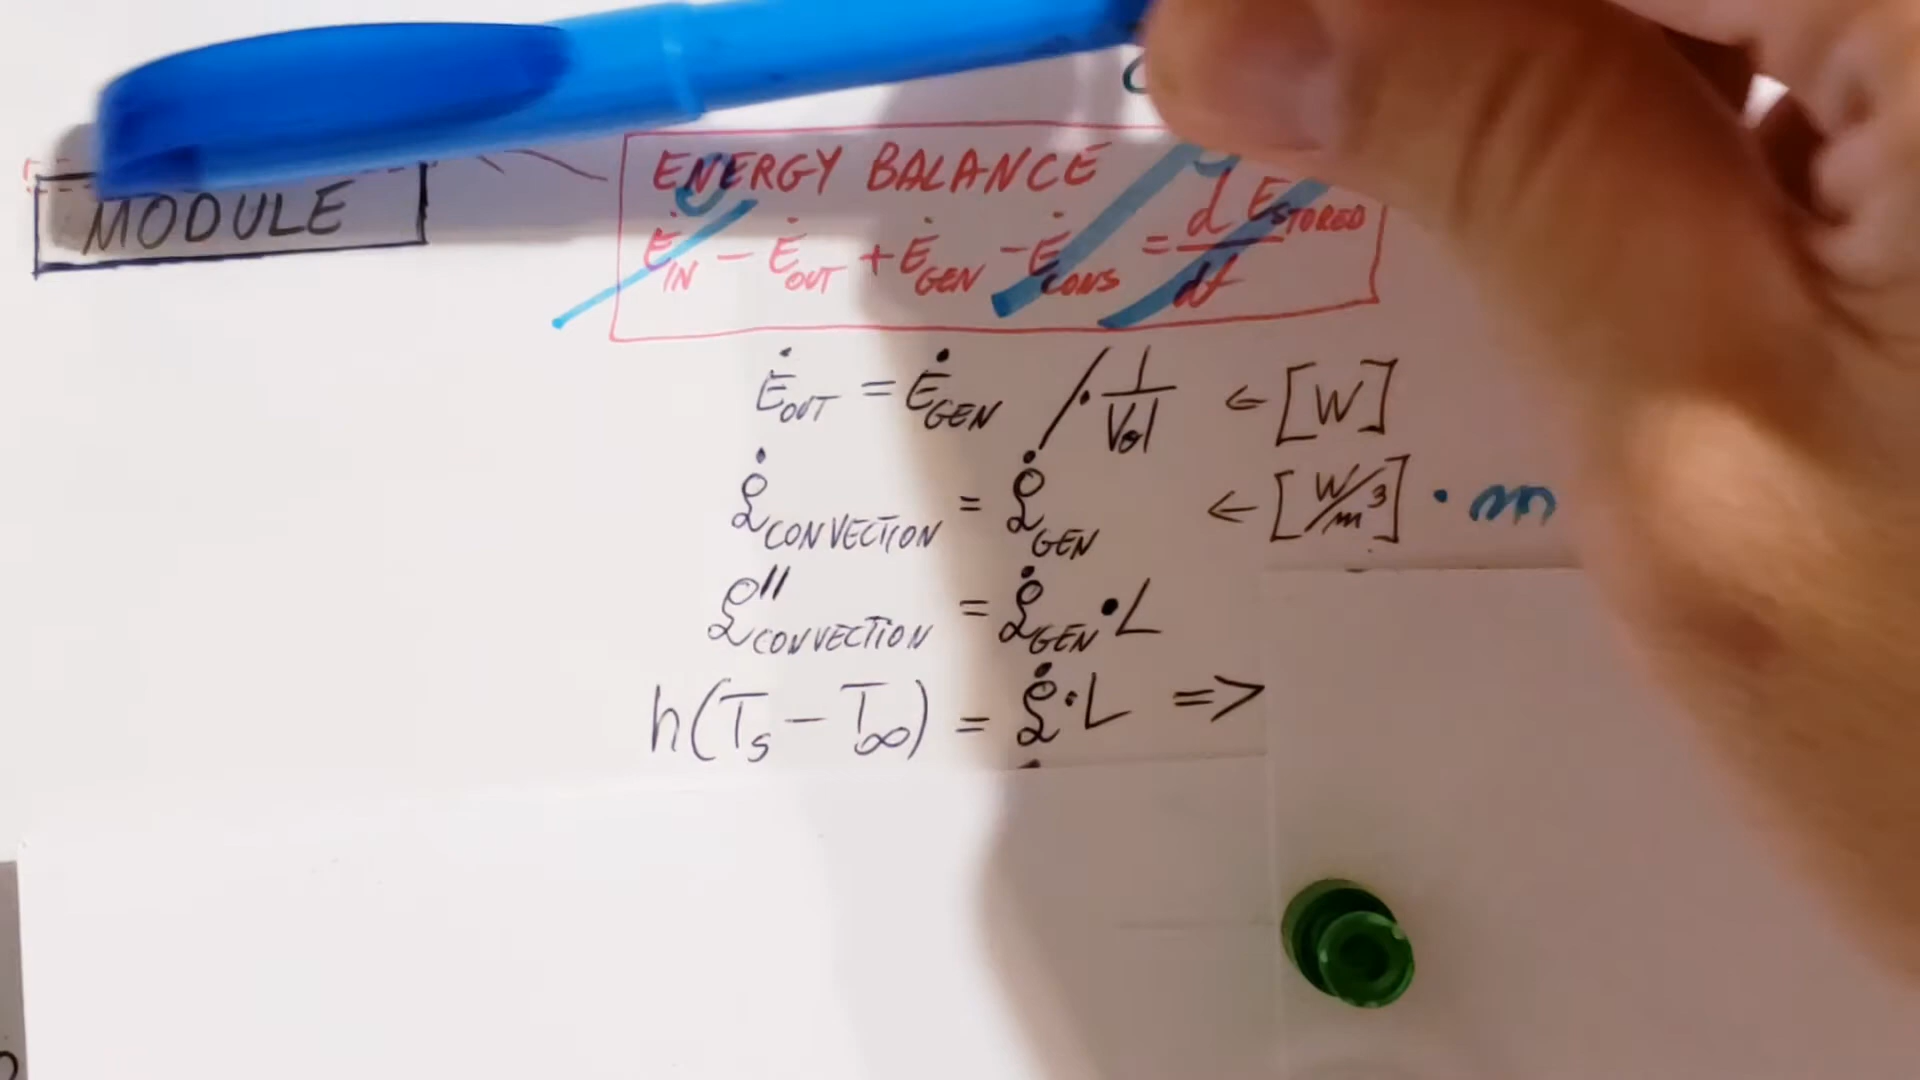 MODULE
ENERGY BALANCE
Ė_IN − Ė_OUT + Ė_GEN − Ė_CONS = d E_STORED / dt
Ė_OUT = Ė_GEN / · 1/Vol ← [W]
q̇_CONVECTION = q̇_GEN ← [W/m³] · m
q''_CONVECTION = q̇_GEN · L
h(T_s − T_∞) = q̇ · L =>